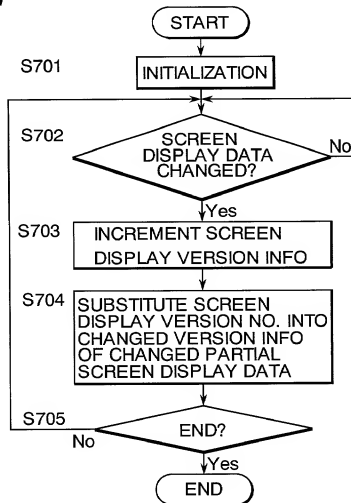 START
S701
INITIALIZATION
S702
SCREEN
DISPLAY DATA
CHANGED?
No
Yes
S703
INCREMENT SCREEN
DISPLAY VERSION INFO
S704
SUBSTITUTE SCREEN
DISPLAY VERSION NO. INTO
CHANGED VERSION INFO
OF CHANGED PARTIAL
SCREEN DISPLAY DATA
S705
END?
No
Yes
END